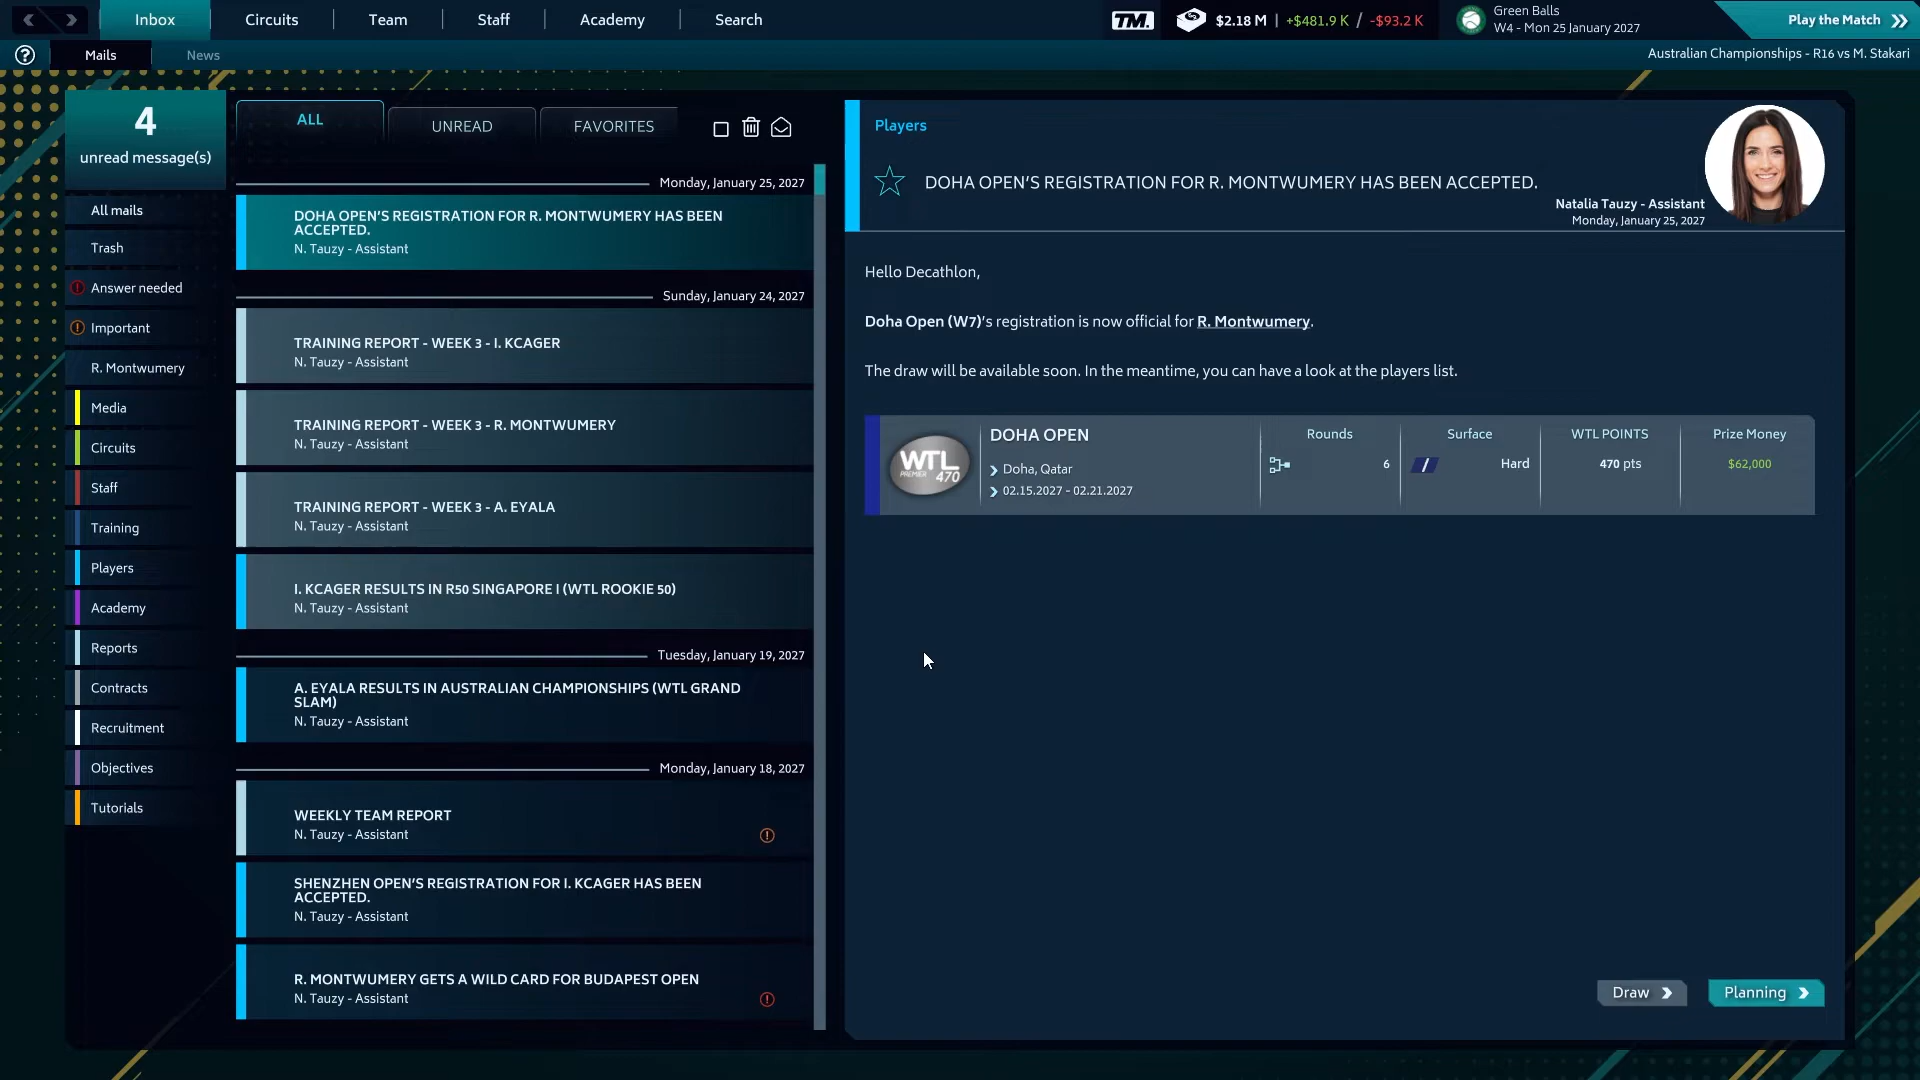 Inbox
Circuits
Team
Staff
Academy
Search
TM.
$2.18 M | +$481.9 K / -$93.2 K
Green Balls
W4 - Mon 25 January 2027
Play the Match
Mails
News
Australian Championships - R16 vs M. Stakari
4
unread message(s)
All mails
Trash
Answer needed
Important
R. Montwumery
Media
Circuits
Staff
Training
Players
Academy
Reports
Contracts
Recruitment
Objectives
Tutorials
ALL
UNREAD
FAVORITES
Monday, January 25, 2027
DOHA OPEN'S REGISTRATION FOR R. MONTWUMERY HAS BEEN
ACCEPTED.
N. Tauzy - Assistant
Sunday, January 24, 2027
TRAINING REPORT - WEEK 3 - I. KCAGER
N. Tauzy - Assistant
TRAINING REPORT - WEEK 3 - R. MONTWUMERY
N. Tauzy - Assistant
TRAINING REPORT - WEEK 3 - A. EYALA
N. Tauzy - Assistant
I. KCAGER RESULTS IN R50 SINGAPORE I (WTL ROOKIE 50)
N. Tauzy - Assistant
Tuesday, January 19, 2027
A. EYALA RESULTS IN AUSTRALIAN CHAMPIONSHIPS (WTL GRAND
SLAM)
N. Tauzy - Assistant
Monday, January 18, 2027
WEEKLY TEAM REPORT
N. Tauzy - Assistant
SHENZHEN OPEN'S REGISTRATION FOR I. KCAGER HAS BEEN
ACCEPTED.
N. Tauzy - Assistant
R. MONTWUMERY GETS A WILD CARD FOR BUDAPEST OPEN
N. Tauzy - Assistant
Players
DOHA OPEN'S REGISTRATION FOR R. MONTWUMERY HAS BEEN ACCEPTED.
Natalia Tauzy - Assistant
Monday, January 25, 2027
Hello Decathlon,
Doha Open (W7)'s registration is now official for R. Montwumery.
The draw will be available soon. In the meantime, you can have a look at the players list.
WTL
PREMIER 470
DOHA OPEN
Doha, Qatar
02.15.2027 - 02.21.2027
Rounds
6
Surface
Hard
WTL POINTS
470 pts
Prize Money
$62,000
Draw
Planning